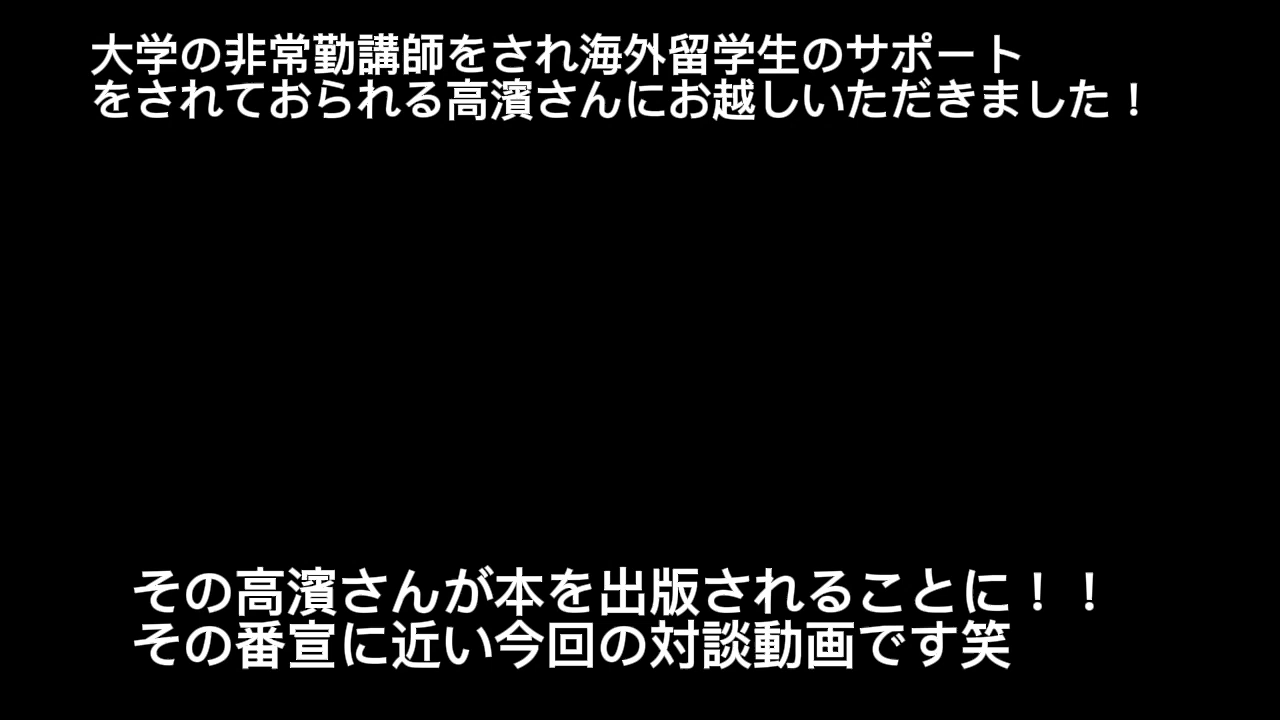 大学の非常勤講師をされ海外留学生のサポート
をされておられる高濱さんにお越しいただきました！
その高濱さんが本を出版されることに！！
その番宣に近い今回の対談動画です笑